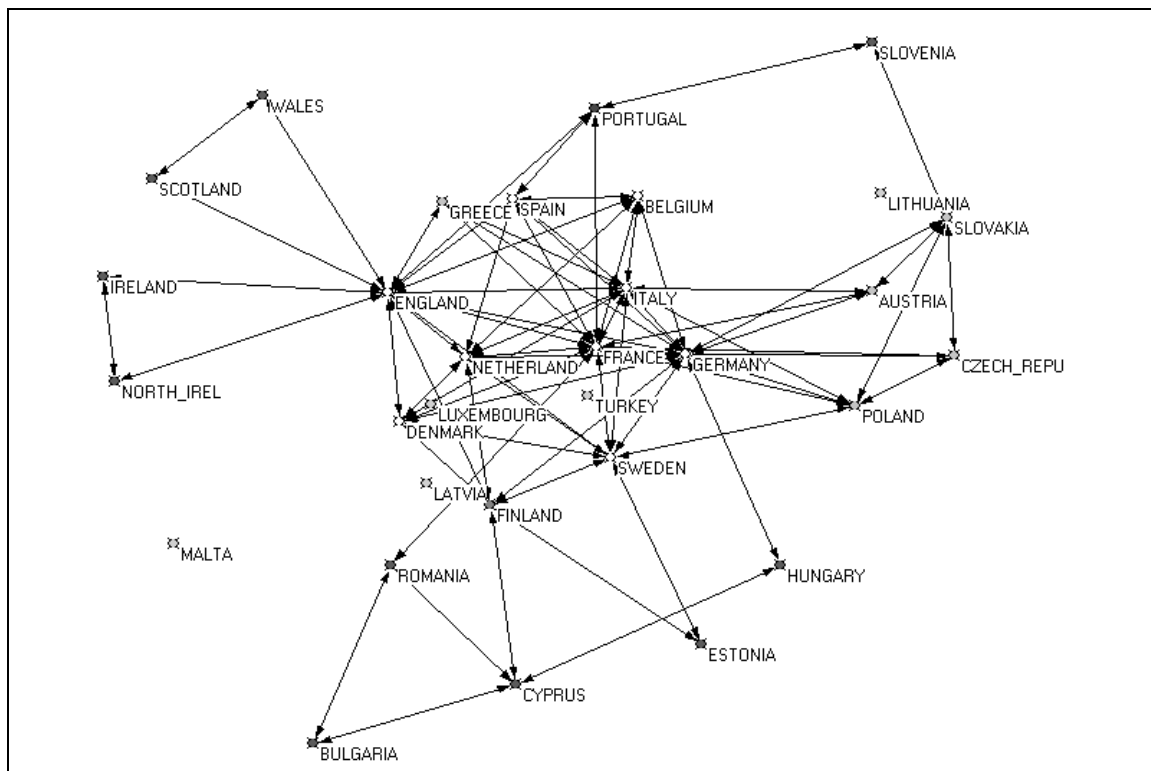 SLOVENIA
WALES
PORTUGAL
SCOTLAND
LITHUANIA
GREECE
SPAIN
BELGIUM
SLOVAKIA
IRELAND
ENGLAND
ITALY
AUSTRIA
NETHERLAND
FRANCE
GERMANY
CZECH_REPU
NORTH_IREL
LUXEMBOURG
TURKEY
POLAND
DENMARK
SWEDEN
LATVIA
FINLAND
MALTA
ROMANIA
HUNGARY
ESTONIA
CYPRUS
BULGARIA